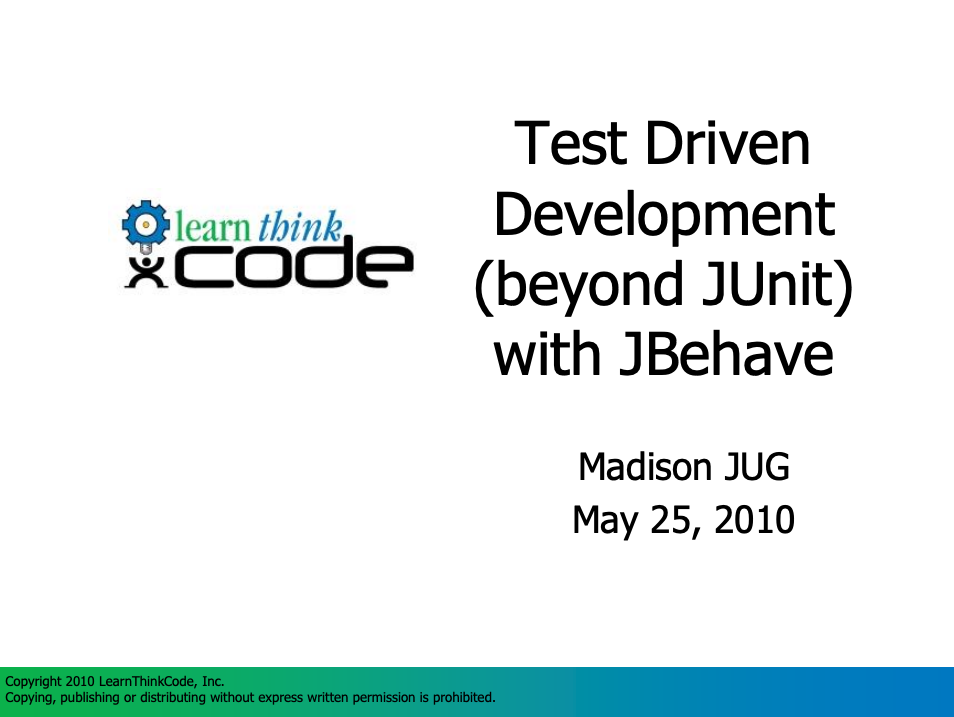 learn think
code
Test Driven
Development
(beyond JUnit)
with JBehave
Madison JUG
May 25, 2010
Copyright 2010 LearnThinkCode, Inc.
Copying, publishing or distributing without express written permission is prohibited.